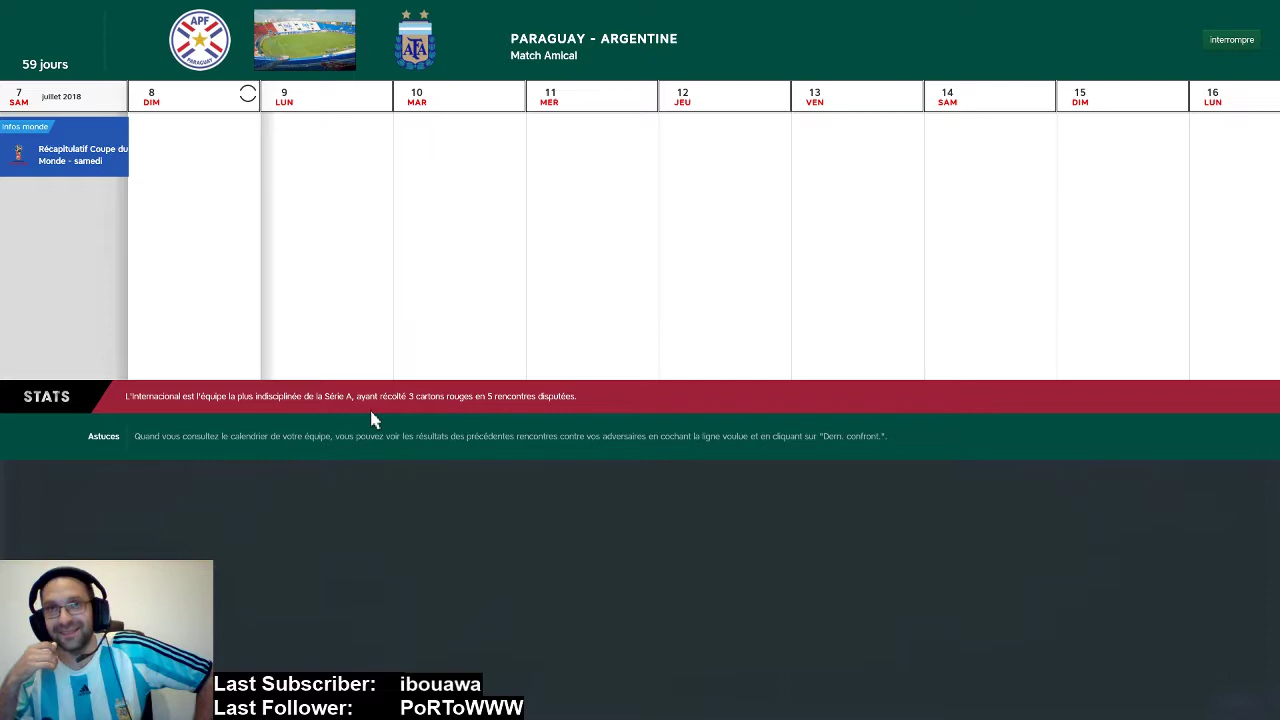 APF
PARAGUAY
AFA
PARAGUAY - ARGENTINE
Match Amical
interrompre
59 jours
7 SAM juillet 2018
8 DIM
9 LUN
10 MAR
11 MER
12 JEU
13 VEN
14 SAM
15 DIM
16 LUN
Infos monde
Récapitulatif Coupe du
Monde - samedi
STATS
L'Internacional est l'équipe la plus indisciplinée de la Série A, ayant récolté 3 cartons rouges en 5 rencontres disputées.
Astuces Quand vous consultez le calendrier de votre équipe, vous pouvez voir les résultats des précédentes rencontres contre vos adversaires en cochant la ligne voulue et en cliquant sur "Dern. confront.".
Last Subscriber: ibouawa
Last Follower: PoRToWWW